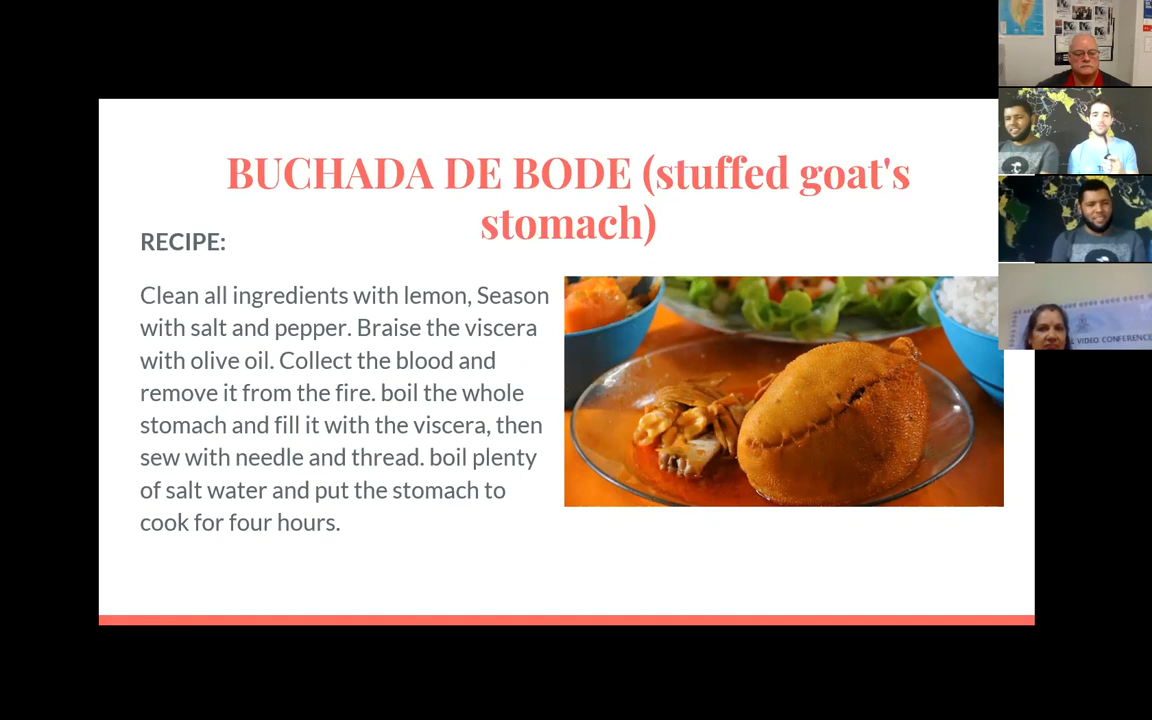 BUCHADA DE BODE (stuffed goat's
stomach)
RECIPE:
Clean all ingredients with lemon, Season
with salt and pepper. Braise the viscera
with olive oil. Collect the blood and
remove it from the fire. boil the whole
stomach and fill it with the viscera, then
sew with needle and thread. boil plenty
of salt water and put the stomach to
cook for four hours.
VIDEO CONFERENC